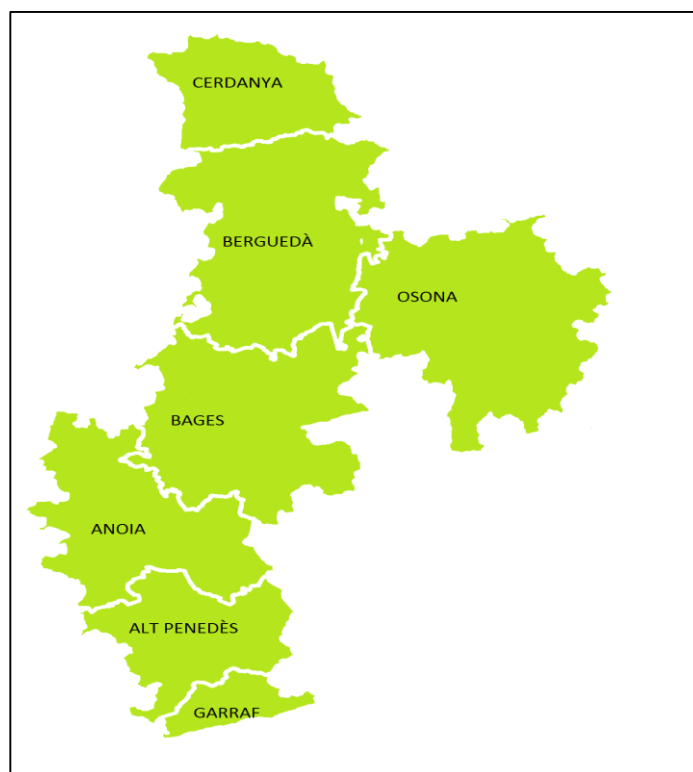 CERDANYA
BERGUEDÀ
OSONA
BAGES
ANOIA
ALT PENEDÈS
GARRAF